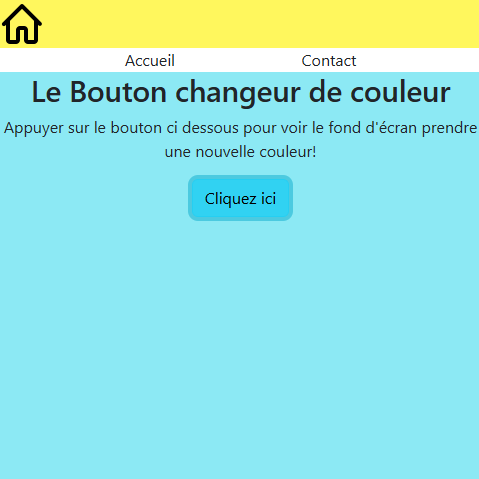 Accueil Contact
Le Bouton changeur de couleur
Appuyer sur le bouton ci dessous pour voir le fond d'écran prendre
une nouvelle couleur!
Cliquez ici